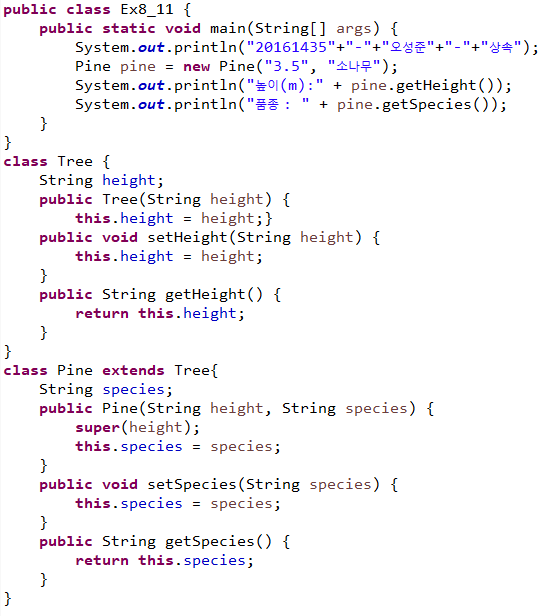 public class Ex8_11 {
    public static void main(String[] args) {
        System.out.println("20161435"+"-"+"오성준"+"-"+"상속");
        Pine pine = new Pine("3.5", "소나무");
        System.out.println("높이(m):" + pine.getHeight());
        System.out.println("품종 : " + pine.getSpecies());
    }
}
class Tree {
    String height;
    public Tree(String height) {
        this.height = height;}
    public void setHeight(String height) {
        this.height = height;
    }
    public String getHeight() {
        return this.height;
    }
}
class Pine extends Tree{
    String species;
    public Pine(String height, String species) {
        super(height);
        this.species = species;
    }
    public void setSpecies(String species) {
        this.species = species;
    }
    public String getSpecies() {
        return this.species;
    }
}